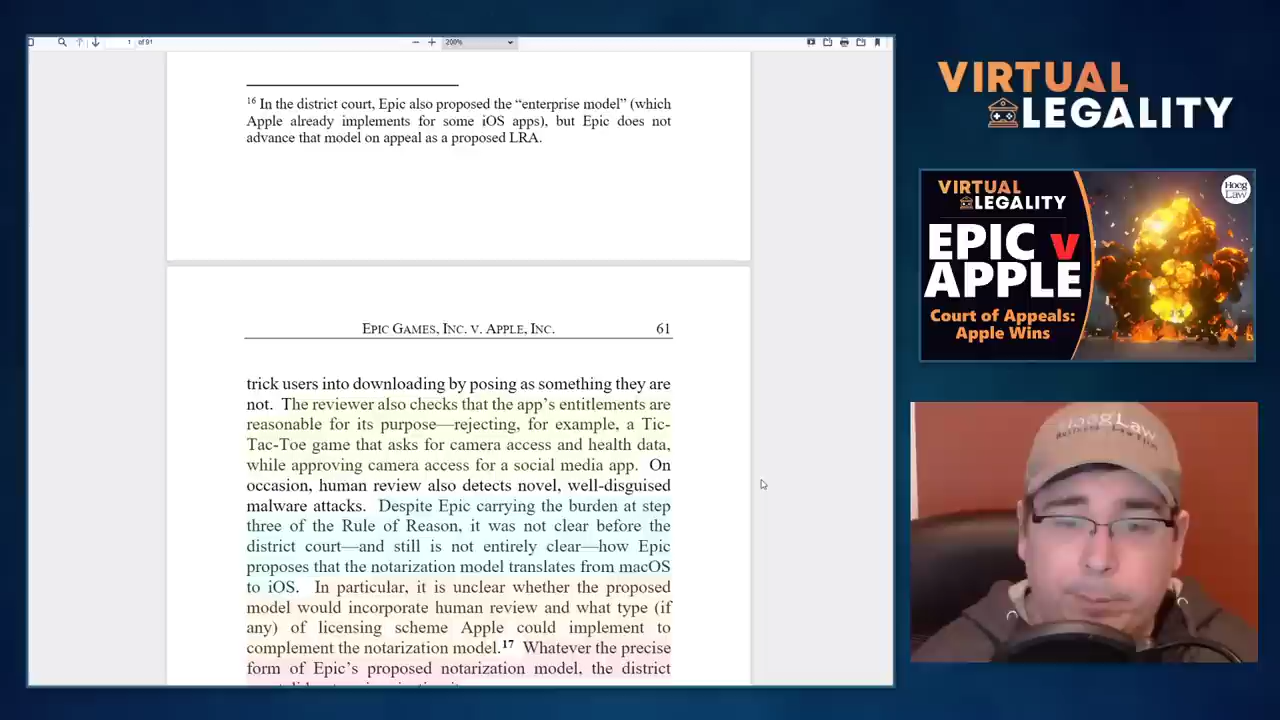 1 of 91
200%
16 In the district court, Epic also proposed the “enterprise model” (which
Apple already implements for some iOS apps), but Epic does not
advance that model on appeal as a proposed LRA.
EPIC GAMES, INC. V. APPLE, INC. 61
trick users into downloading by posing as something they are
not. The reviewer also checks that the app’s entitlements are
reasonable for its purpose—rejecting, for example, a Tic-
Tac-Toe game that asks for camera access and health data,
while approving camera access for a social media app. On
occasion, human review also detects novel, well-disguised
malware attacks. Despite Epic carrying the burden at step
three of the Rule of Reason, it was not clear before the
district court—and still is not entirely clear—how Epic
proposes that the notarization model translates from macOS
to iOS. In particular, it is unclear whether the proposed
model would incorporate human review and what type (if
any) of licensing scheme Apple could implement to
complement the notarization model.17 Whatever the precise
form of Epic’s proposed notarization model, the district
VIRTUAL
LEGALITY
VIRTUAL
LEGALITY
Hoeg
Law
EPIC v
APPLE
Court of Appeals:
Apple Wins
HoegLaw